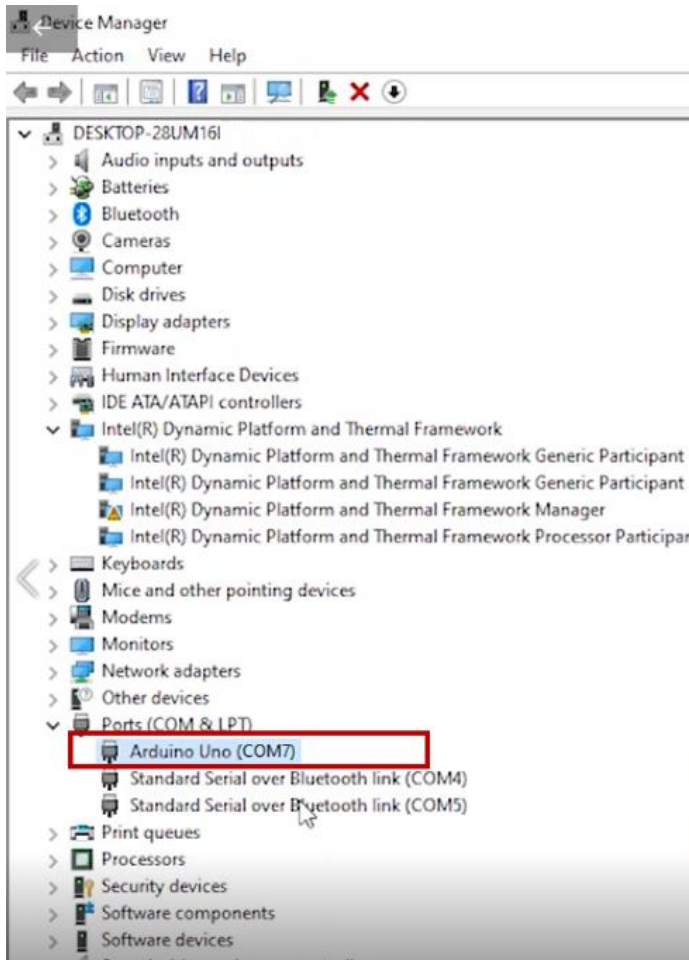 Device Manager
File Action View Help
DESKTOP-28UM16I
Audio inputs and outputs
Batteries
Bluetooth
Cameras
Computer
Disk drives
Display adapters
Firmware
Human Interface Devices
IDE ATA/ATAPI controllers
Intel(R) Dynamic Platform and Thermal Framework
Intel(R) Dynamic Platform and Thermal Framework Generic Participant
Intel(R) Dynamic Platform and Thermal Framework Generic Participant
Intel(R) Dynamic Platform and Thermal Framework Manager
Intel(R) Dynamic Platform and Thermal Framework Processor Participan
Keyboards
Mice and other pointing devices
Modems
Monitors
Network adapters
Other devices
Ports (COM & LPT)
Arduino Uno (COM7)
Standard Serial over Bluetooth link (COM4)
Standard Serial over Bluetooth link (COM5)
Print queues
Processors
Security devices
Software components
Software devices